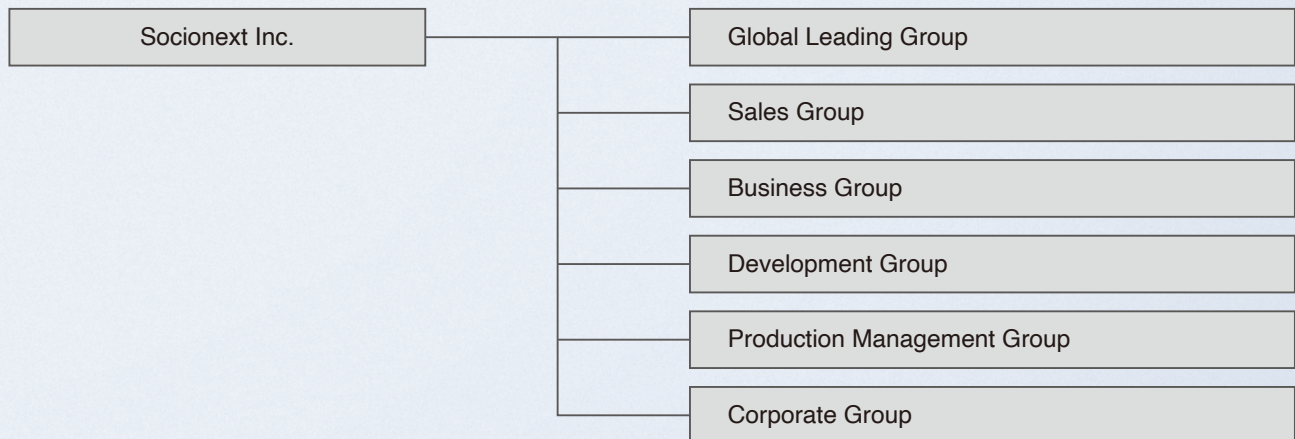 Socionext Inc.
Global Leading Group
Sales Group
Business Group
Development Group
Production Management Group
Corporate Group